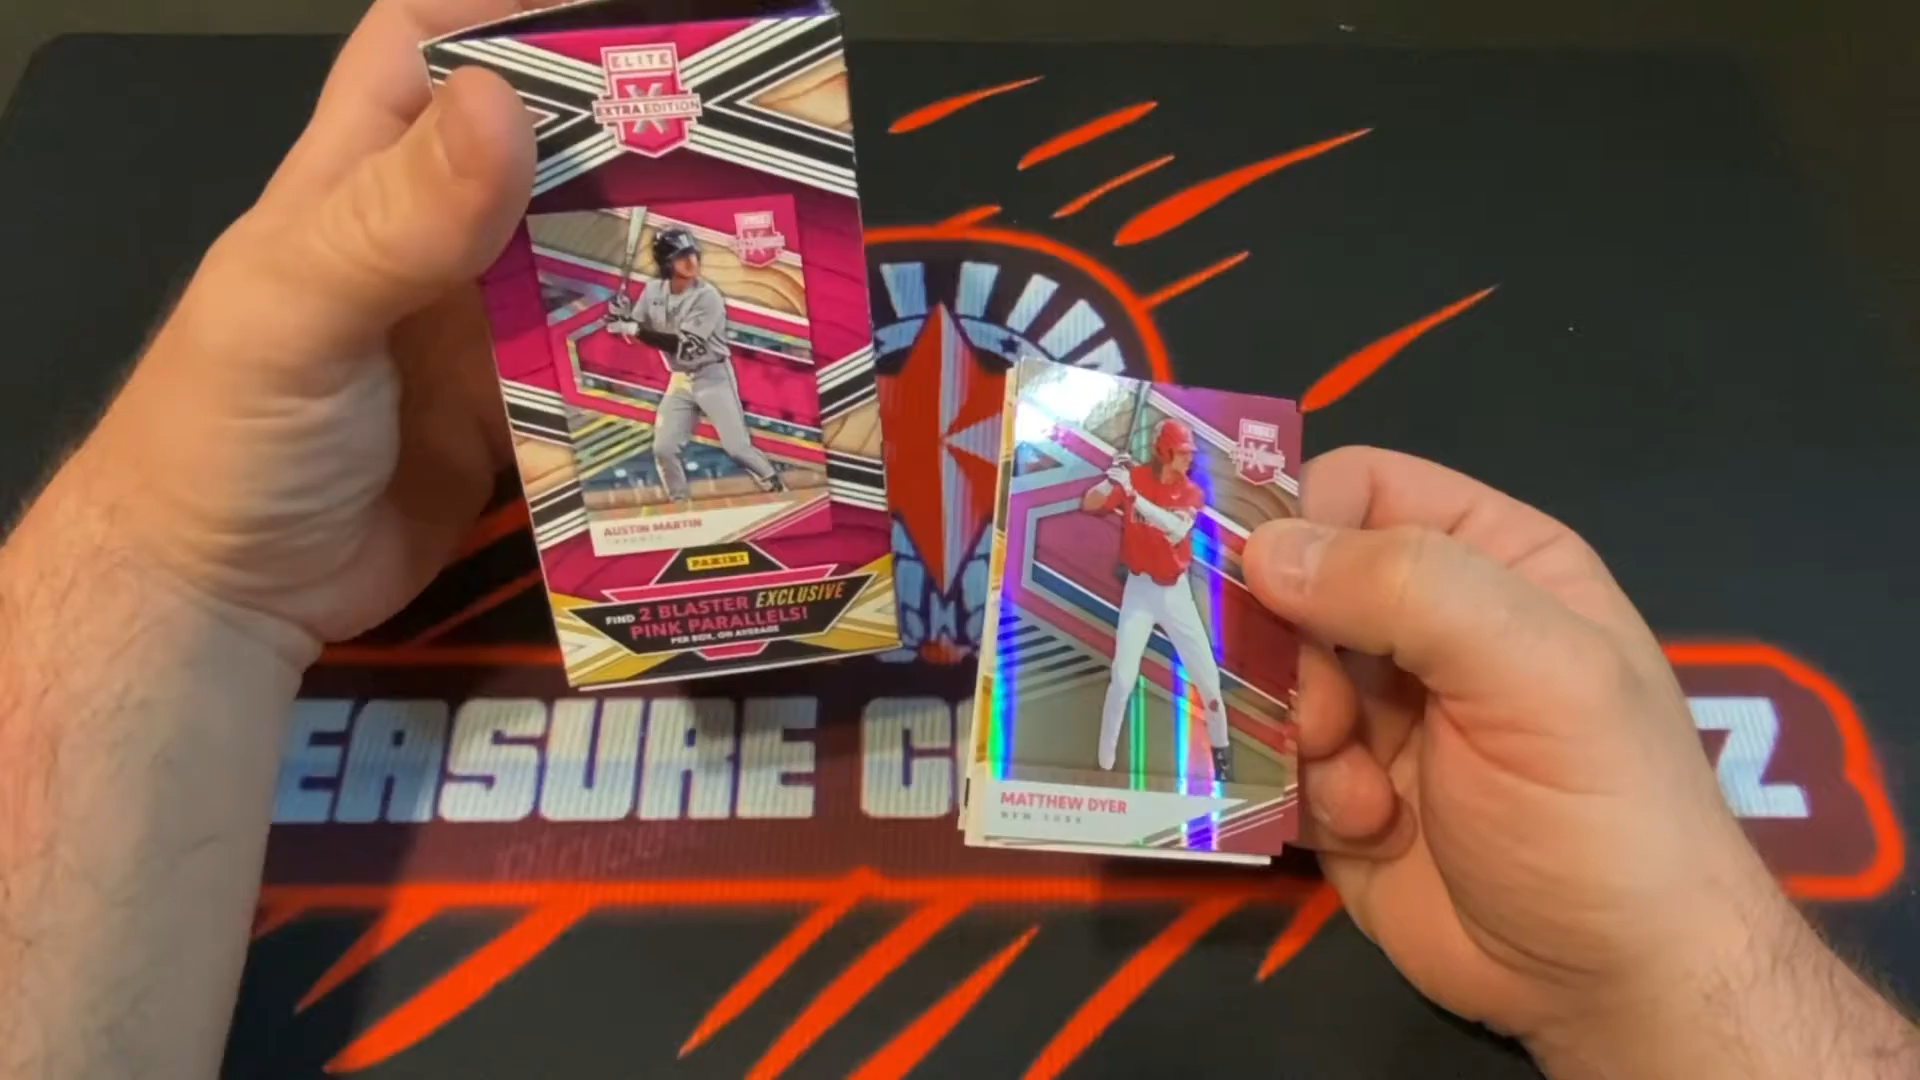 ELITE
EXTRA EDITION
X
AUSTIN MARTIN
PANINI
FIND 2 BLASTER EXCLUSIVE
PINK PARALLELS!
PER BOX, ON AVERAGE
MATTHEW DYER
NEW YORK
EASURE C
Z